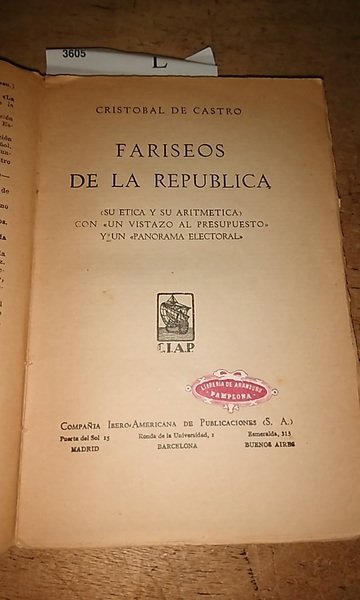 3605
L
CRISTOBAL DE CASTRO
FARISEOS
DE LA REPUBLICA
(SU ETICA Y SU ARITMETICA)
CON «UN VISTAZO AL PRESUPUESTO»
Y UN «PANORAMA ELECTORAL»
C.I.A.P.
LIBRERÍA DE ARAMBURU
PAMPLONA
COMPAÑIA IBERO-AMERICANA DE PUBLICACIONES (S. A.)
Puerta del Sol 15 Ronda de la Universidad, 1 Esmeralda, 315
MADRID BARCELONA BUENOS AIRES